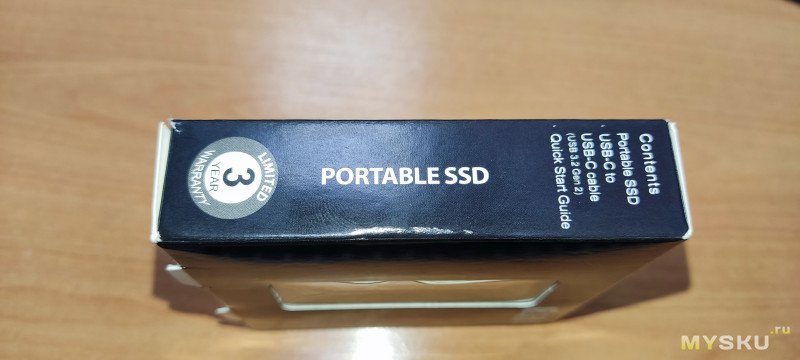 LIMITED
3
YEAR
WARRANTY
PORTABLE SSD
Contents
Portable SSD
USB-C to
USB-C cable
(USB 3.2 Gen 2)
Quick Start Guide
MYSKU.ru